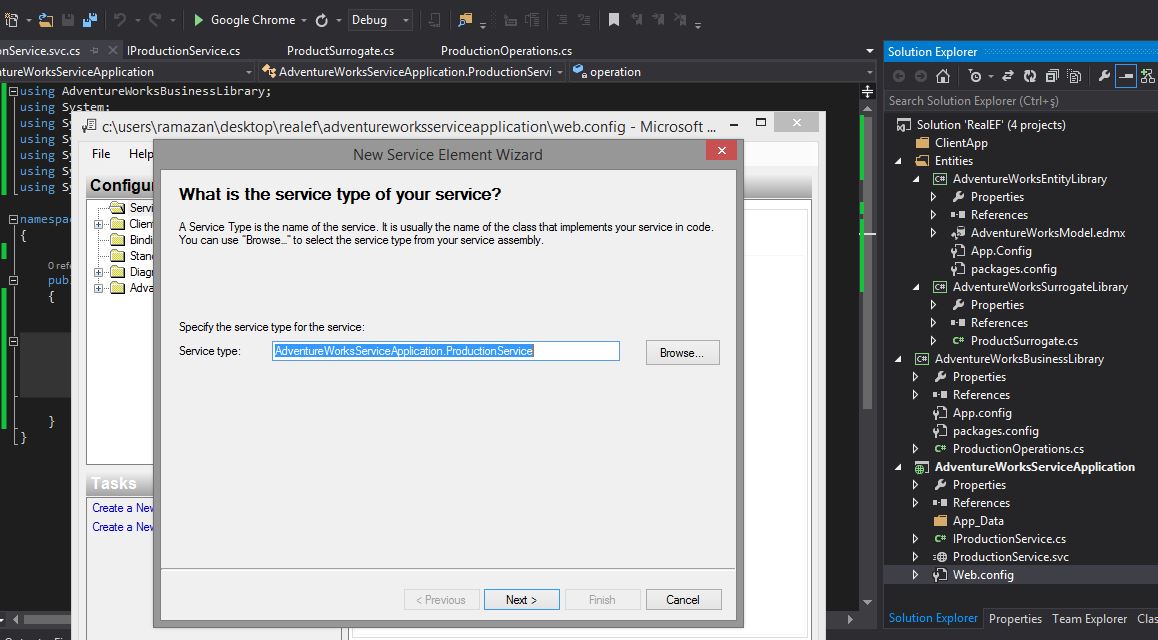 Google Chrome
Debug
onService.svc.cs
IProductionService.cs
ProductSurrogate.cs
ProductionOperations.cs
tureWorksServiceApplication
AdventureWorksServiceApplication.ProductionServi
operation
using AdventureWorksBusinessLibrary;
using System;
using Sy
using Sy
using Sy
using Sy
using Sy
namespac
{
0 refe
pub
{
}
}
c:\users\ramazan\desktop\realef\adventureworksserviceapplication\web.config - Microsoft ...
File Help
Configu
Servi
Client
Bindi
Stand
Diagn
Adva
Tasks
Create a New
Create a New
New Service Element Wizard
What is the service type of your service?
A Service Type is the name of the service. It is usually the name of the class that implements your service in code.
You can use "Browse..." to select the service type from your service assembly.
Specify the service type for the service:
Service type:
AdventureWorksServiceApplication.ProductionService
Browse...
< Previous
Next >
Finish
Cancel
Solution Explorer
Search Solution Explorer (Ctrl+ş)
Solution 'RealEF' (4 projects)
ClientApp
Entities
AdventureWorksEntityLibrary
Properties
References
AdventureWorksModel.edmx
App.Config
packages.config
AdventureWorksSurrogateLibrary
Properties
References
ProductSurrogate.cs
AdventureWorksBusinessLibrary
Properties
References
App.config
packages.config
ProductionOperations.cs
AdventureWorksServiceApplication
Properties
References
App_Data
IProductionService.cs
ProductionService.svc
Web.config
Solution Explorer
Properties
Team Explorer
Clas